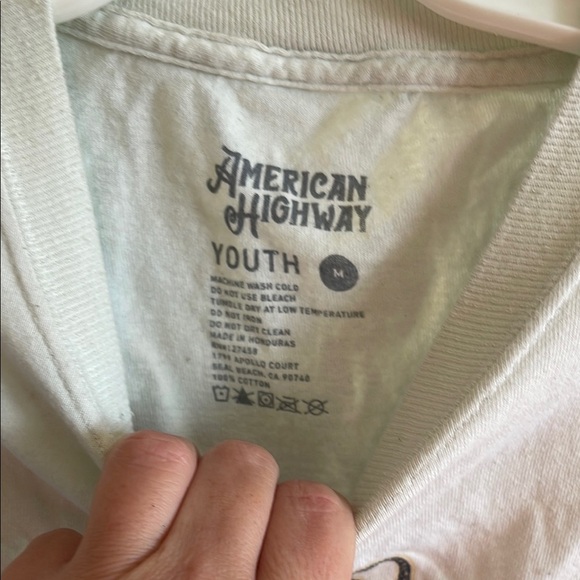 AMERICAN
HIGHWAY
YOUTH M
MACHINE WASH COLD
DO NOT USE BLEACH
TUMBLE DRY AT LOW TEMPERATURE
DO NOT IRON
DO NOT DRY CLEAN
MADE IN HONDURAS
RN#127458
1791 APOLLO COURT
SEAL BEACH, CA. 90740
100% COTTON